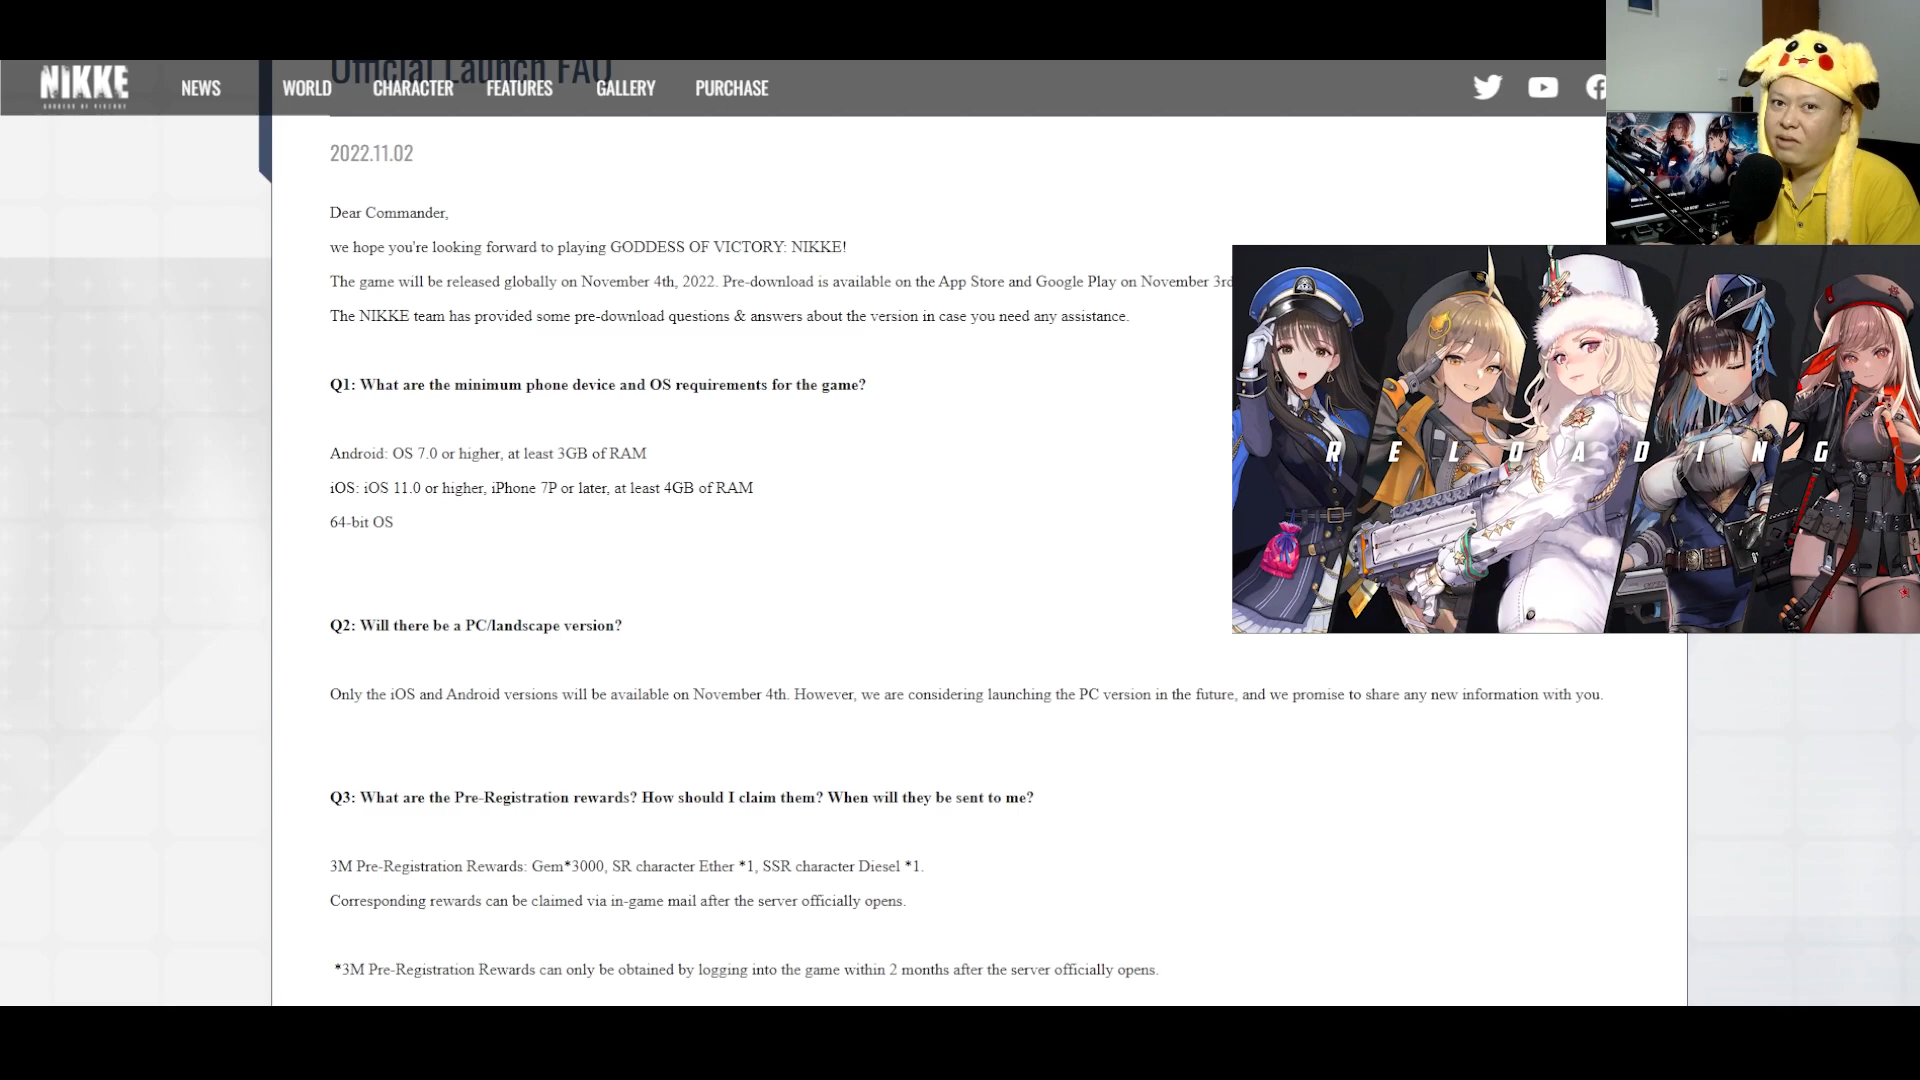 Official Launch FAQ
NIKKE
GODDESS OF VICTORY
NEWS
WORLD
CHARACTER
FEATURES
GALLERY
PURCHASE
2022.11.02
Dear Commander,
we hope you're looking forward to playing GODDESS OF VICTORY: NIKKE!
The game will be released globally on November 4th, 2022. Pre-download is available on the App Store and Google Play on November 3rd
The NIKKE team has provided some pre-download questions & answers about the version in case you need any assistance.
Q1: What are the minimum phone device and OS requirements for the game?
Android: OS 7.0 or higher, at least 3GB of RAM
iOS: iOS 11.0 or higher, iPhone 7P or later, at least 4GB of RAM
64-bit OS
RELOADING
Q2: Will there be a PC/landscape version?
Only the iOS and Android versions will be available on November 4th. However, we are considering launching the PC version in the future, and we promise to share any new information with you.
Q3: What are the Pre-Registration rewards? How should I claim them? When will they be sent to me?
3M Pre-Registration Rewards: Gem*3000, SR character Ether *1, SSR character Diesel *1.
Corresponding rewards can be claimed via in-game mail after the server officially opens.
*3M Pre-Registration Rewards can only be obtained by logging into the game within 2 months after the server officially opens.